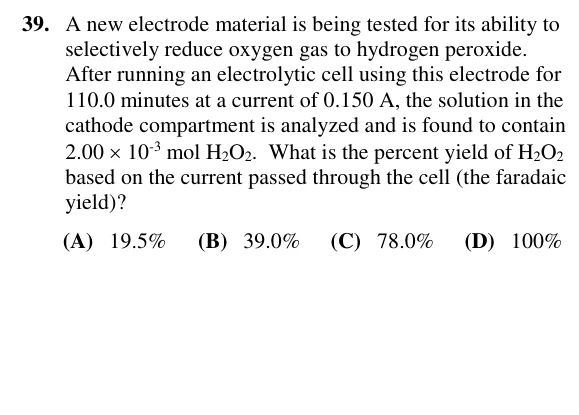 39. A new electrode material is being tested for its ability to
selectively reduce oxygen gas to hydrogen peroxide.
After running an electrolytic cell using this electrode for
110.0 minutes at a current of 0.150 A, the solution in the
cathode compartment is analyzed and is found to contain
2.00 × 10⁻³ mol H₂O₂. What is the percent yield of H₂O₂
based on the current passed through the cell (the faradaic
yield)?
(A) 19.5% (B) 39.0% (C) 78.0% (D) 100%